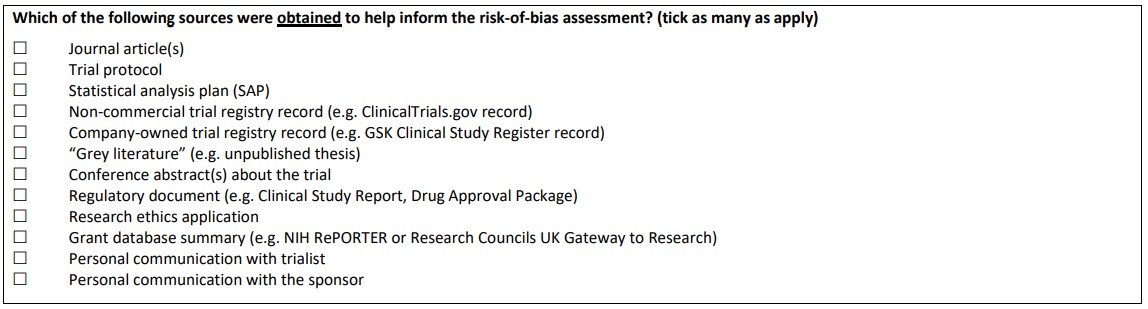 Which of the following sources were obtained to help inform the risk-of-bias assessment? (tick as many as apply)
☐ Journal article(s)
☐ Trial protocol
☐ Statistical analysis plan (SAP)
☐ Non-commercial trial registry record (e.g. ClinicalTrials.gov record)
☐ Company-owned trial registry record (e.g. GSK Clinical Study Register record)
☐ “Grey literature” (e.g. unpublished thesis)
☐ Conference abstract(s) about the trial
☐ Regulatory document (e.g. Clinical Study Report, Drug Approval Package)
☐ Research ethics application
☐ Grant database summary (e.g. NIH RePORTER or Research Councils UK Gateway to Research)
☐ Personal communication with trialist
☐ Personal communication with the sponsor